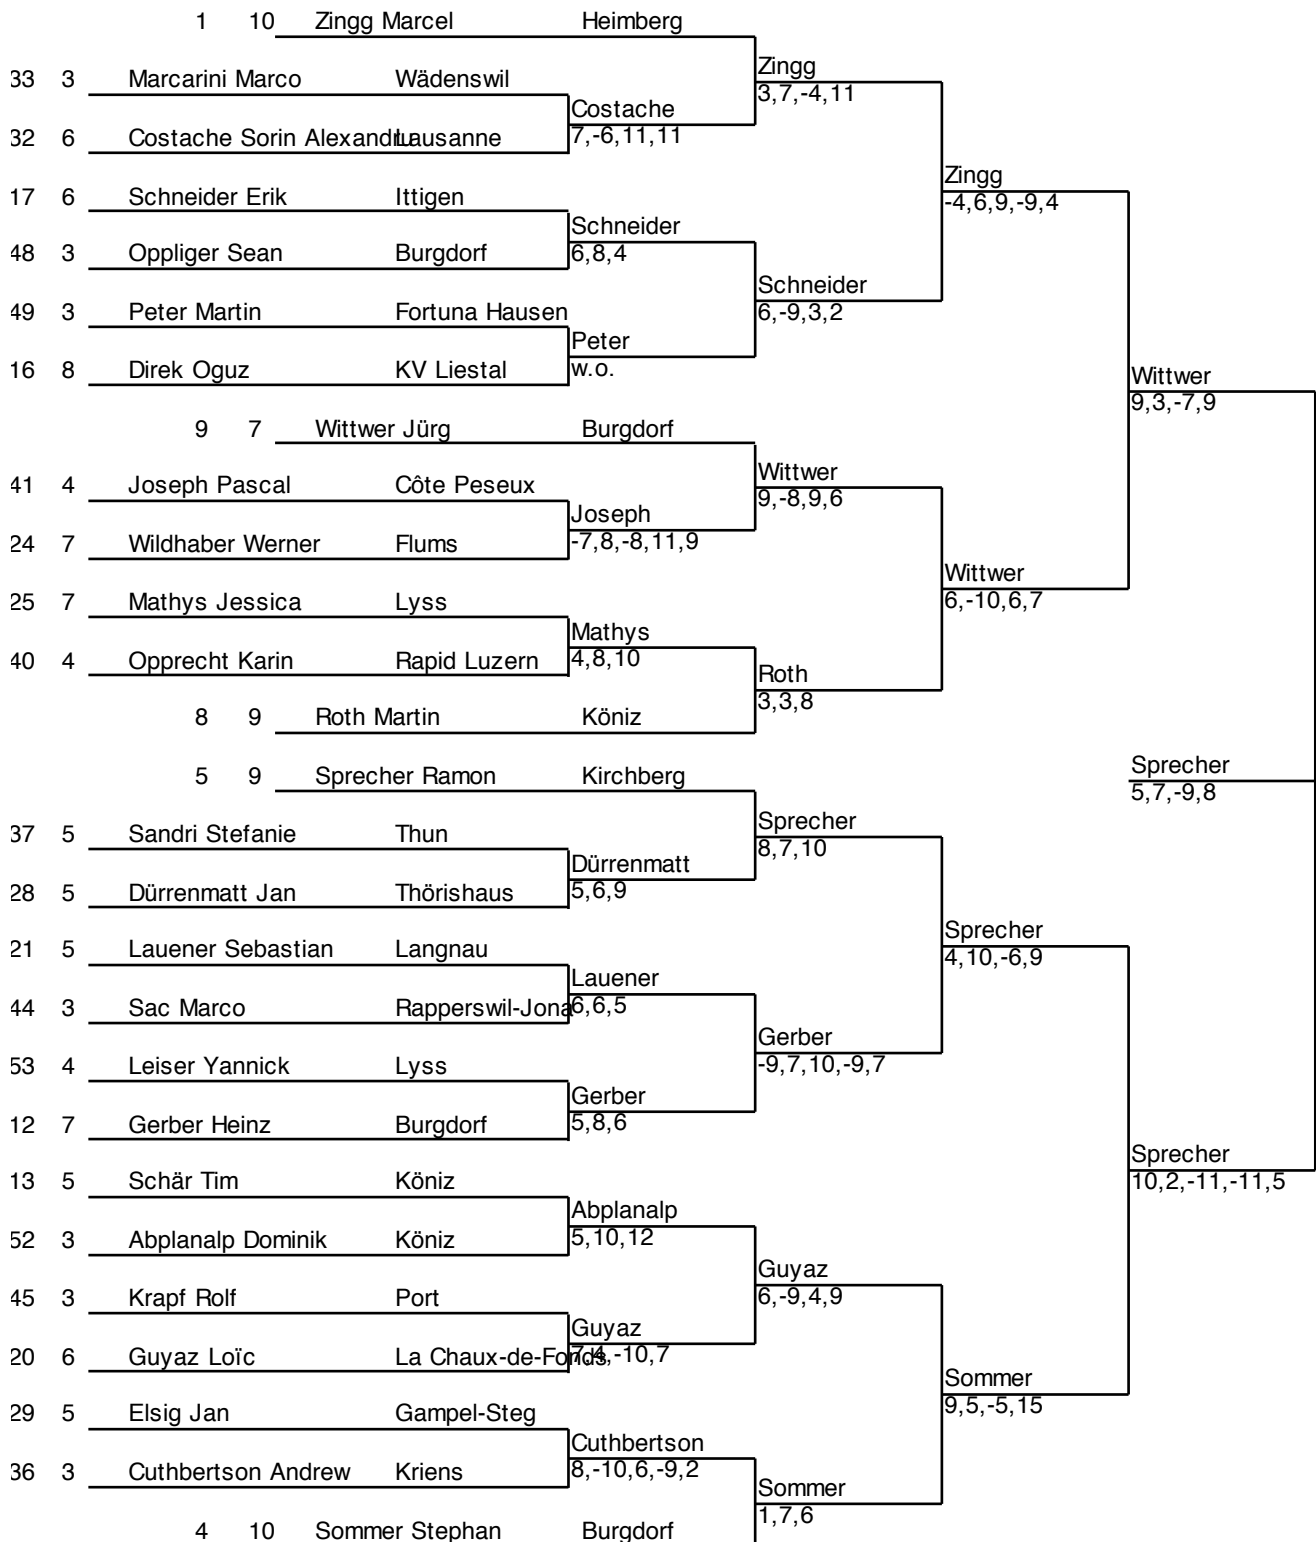 1 10 Zingg Marcel Heimberg
Zingg
3,7,-4,11
33 3 Marcarini Marco Wädenswil
Costache
7,-6,11,11
32 6 Costache Sorin Alexandru Lausanne
Zingg
-4,6,9,-9,4
17 6 Schneider Erik Ittigen
Schneider
6,8,4
48 3 Oppliger Sean Burgdorf
Schneider
6,-9,3,2
49 3 Peter Martin Fortuna Hausen
Peter
w.o.
16 8 Direk Oguz KV Liestal
Wittwer
9,3,-7,9
9 7 Wittwer Jürg Burgdorf
Wittwer
9,-8,9,6
41 4 Joseph Pascal Côte Peseux
Joseph
-7,8,-8,11,9
24 7 Wildhaber Werner Flums
Wittwer
6,-10,6,7
25 7 Mathys Jessica Lyss
Mathys
4,8,10
40 4 Opprecht Karin Rapid Luzern
Roth
3,3,8
8 9 Roth Martin Köniz
Sprecher
5,7,-9,8
5 9 Sprecher Ramon Kirchberg
Sprecher
8,7,10
37 5 Sandri Stefanie Thun
Dürrenmatt
5,6,9
28 5 Dürrenmatt Jan Thörishaus
Sprecher
4,10,-6,9
21 5 Lauener Sebastian Langnau
Lauener
6,6,5
44 3 Sac Marco Rapperswil-Jona
Gerber
-9,7,10,-9,7
53 4 Leiser Yannick Lyss
Gerber
5,8,6
12 7 Gerber Heinz Burgdorf
Sprecher
10,2,-11,-11,5
13 5 Schär Tim Köniz
Abplanalp
5,10,12
52 3 Abplanalp Dominik Köniz
Guyaz
6,-9,4,9
45 3 Krapf Rolf Port
Guyaz
7,4,-10,7
20 6 Guyaz Loïc La Chaux-de-Fonds
Sommer
9,5,-5,15
29 5 Elsig Jan Gampel-Steg
Cuthbertson
8,-10,6,-9,2
36 3 Cuthbertson Andrew Kriens
Sommer
1,7,6
4 10 Sommer Stephan Burgdorf